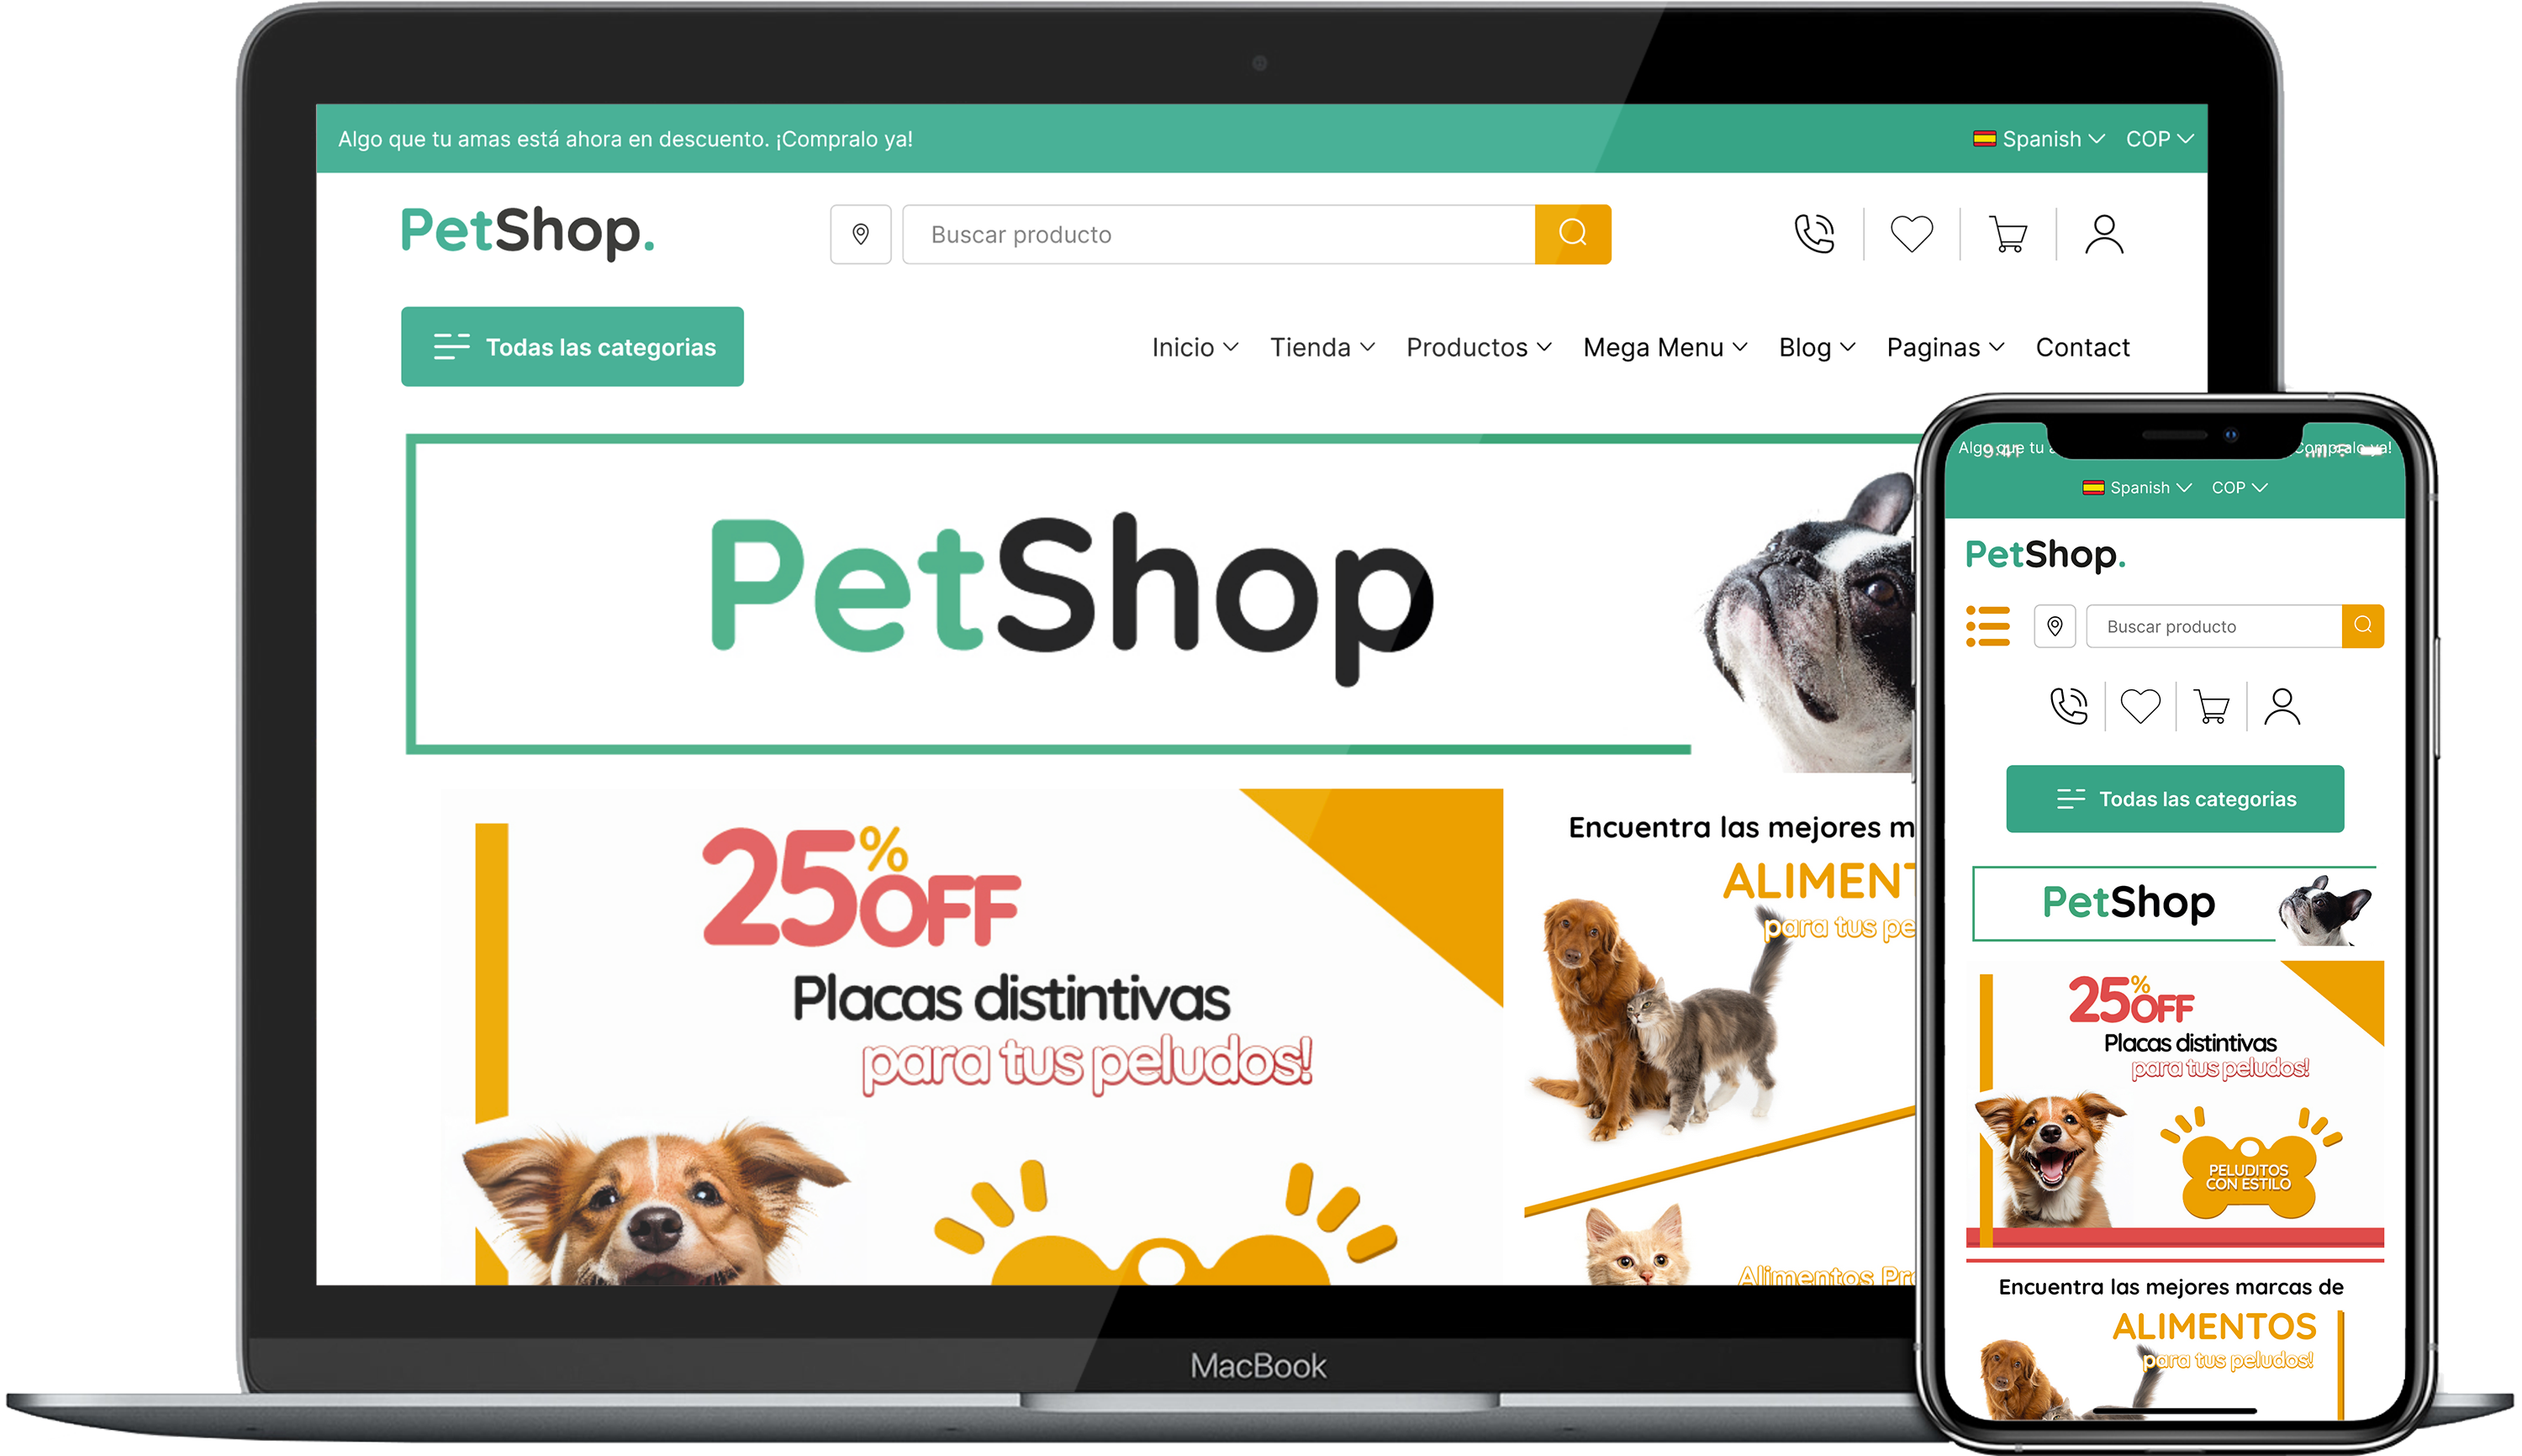 Algo que tu amas está ahora en descuento. ¡Compralo ya!
Spanish COP
PetShop.
Buscar producto
Todas las categorias
Inicio Tienda Productos Mega Menu Blog Paginas Contact
PetShop
25% OFF
Placas distintivas
para tus peludos!
Encuentra las mejores m
ALIMENT
para tus pe
Alimentos Pr
MacBook
Algo que tu
Compralo ya!
9:41
Spanish COP
PetShop.
Buscar producto
Todas las categorias
PetShop
25% OFF
Placas distintivas
para tus peludos!
PELUDITOS
CON ESTILO
Encuentra las mejores marcas de
ALIMENTOS
para tus peludos!